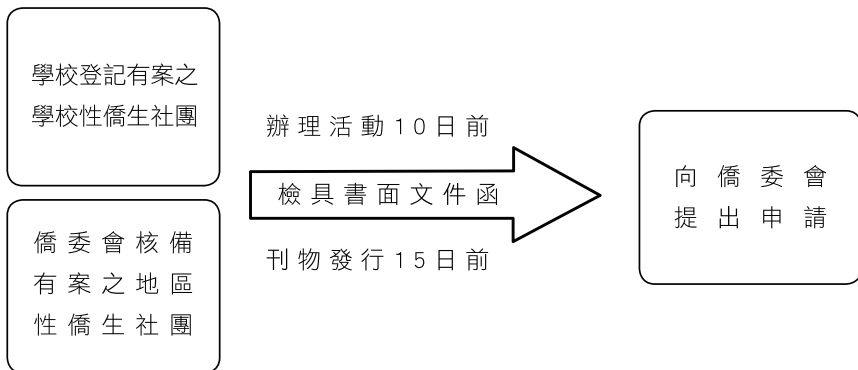 學校登記有案之
學校性僑生社團
僑委會核備
有案之地區
性僑生社團
辦理活動10日前
檢具書面文件函
刊物發行15日前
向僑委會
提出申請